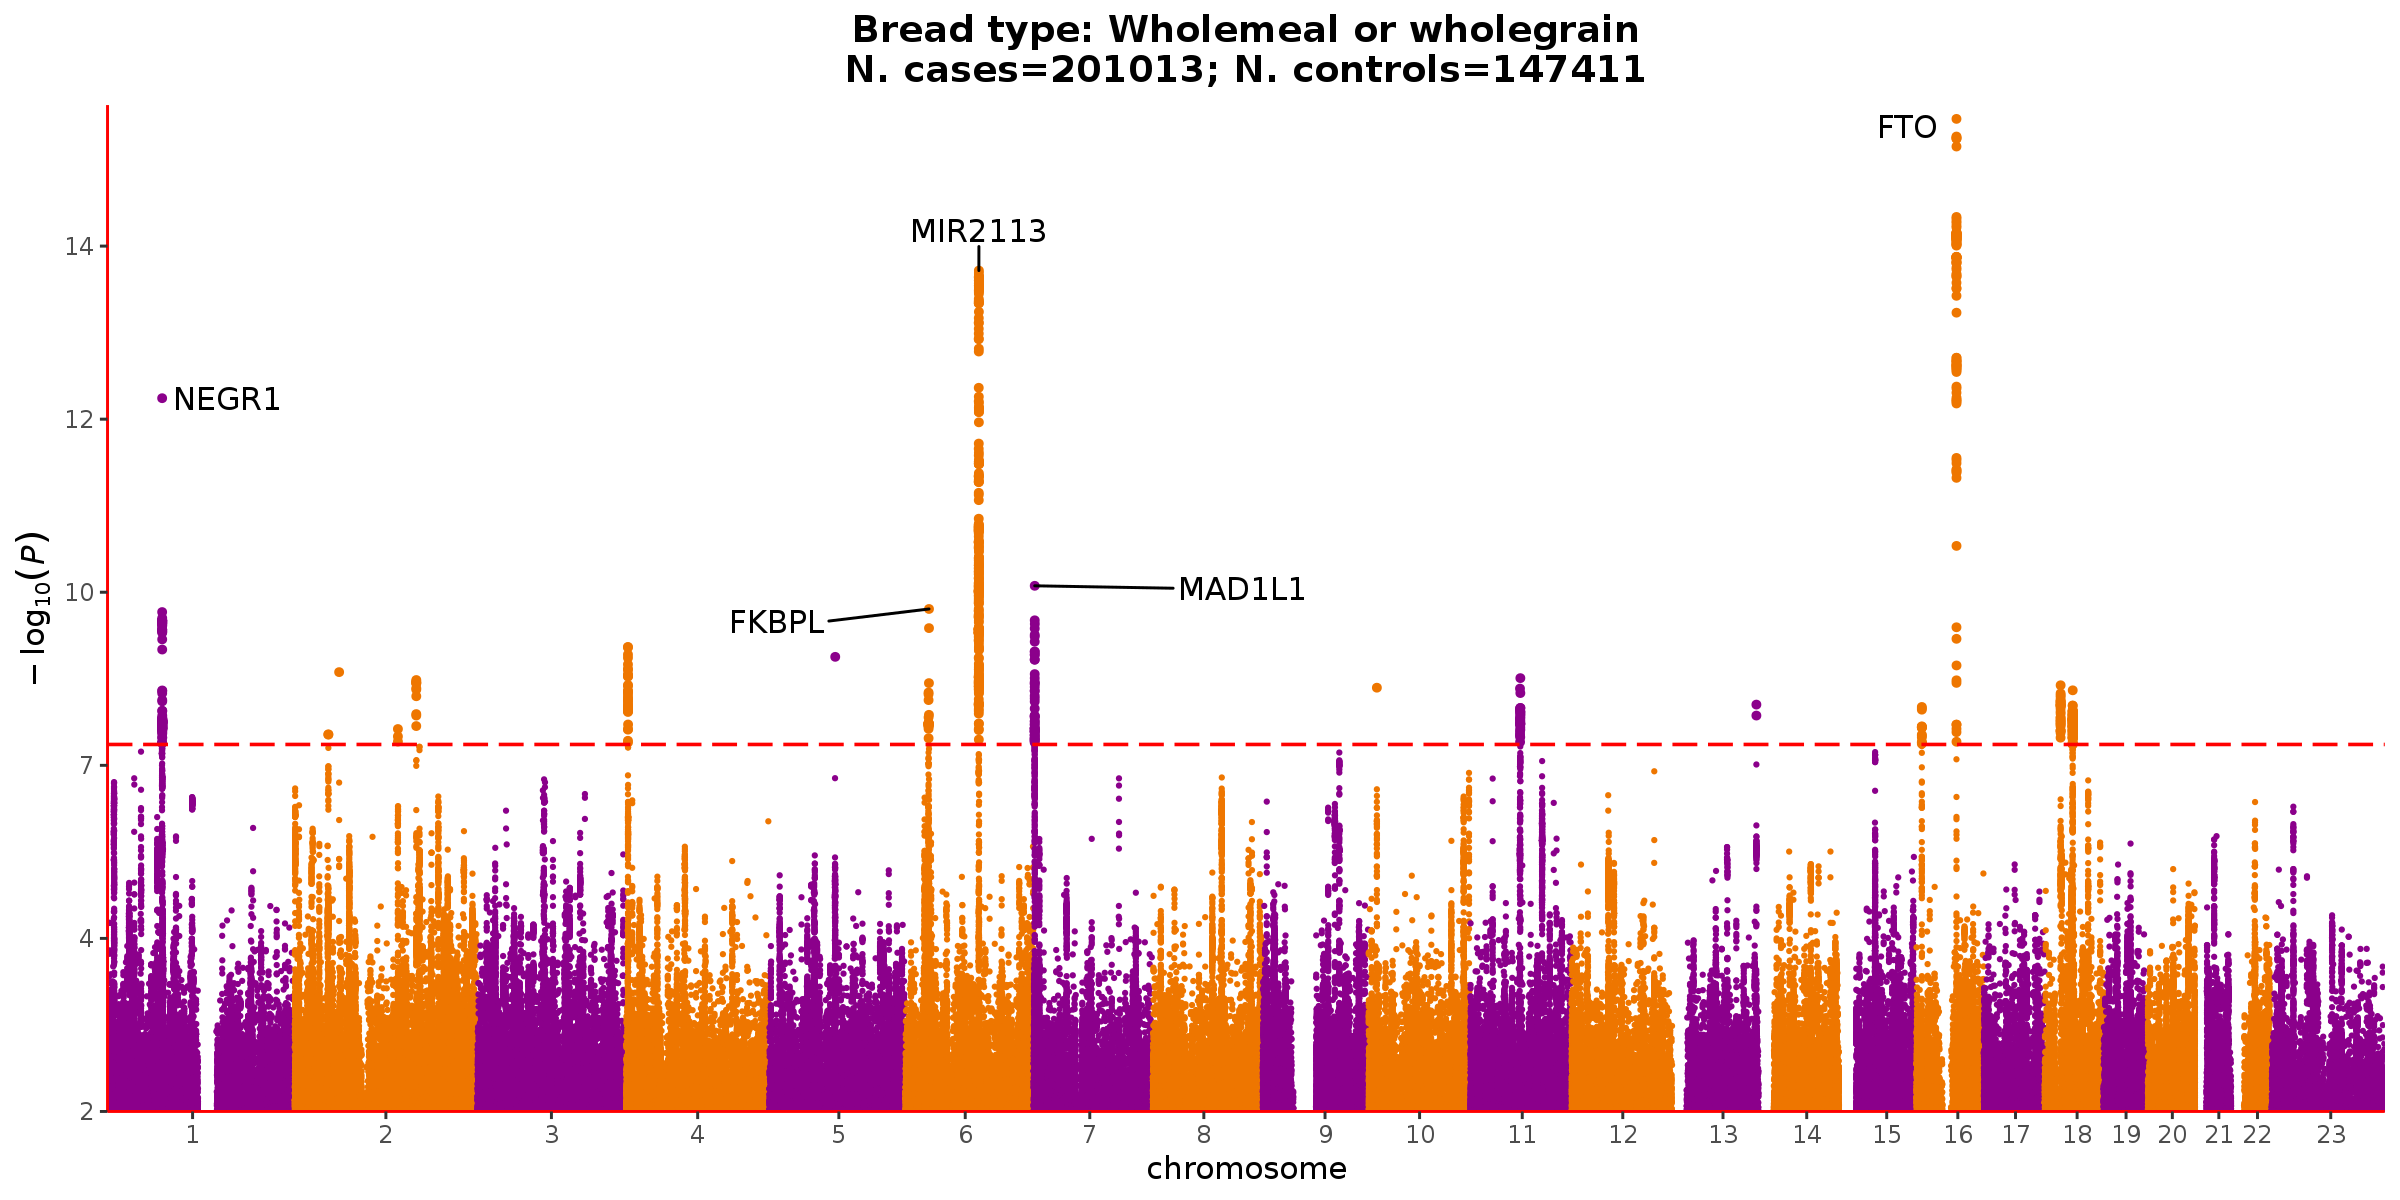 Bread type: Wholemeal or wholegrain
N. cases=201013; N. controls=147411
FTO
MIR2113
14
NEGR1
12
MAD1L1
10
FKBPL
−log10(P)
7
4
2
1 2 3 4 5 6 7 8 9 10 11 12 13 14 15 16 17 18 19 20 21 22 23
chromosome